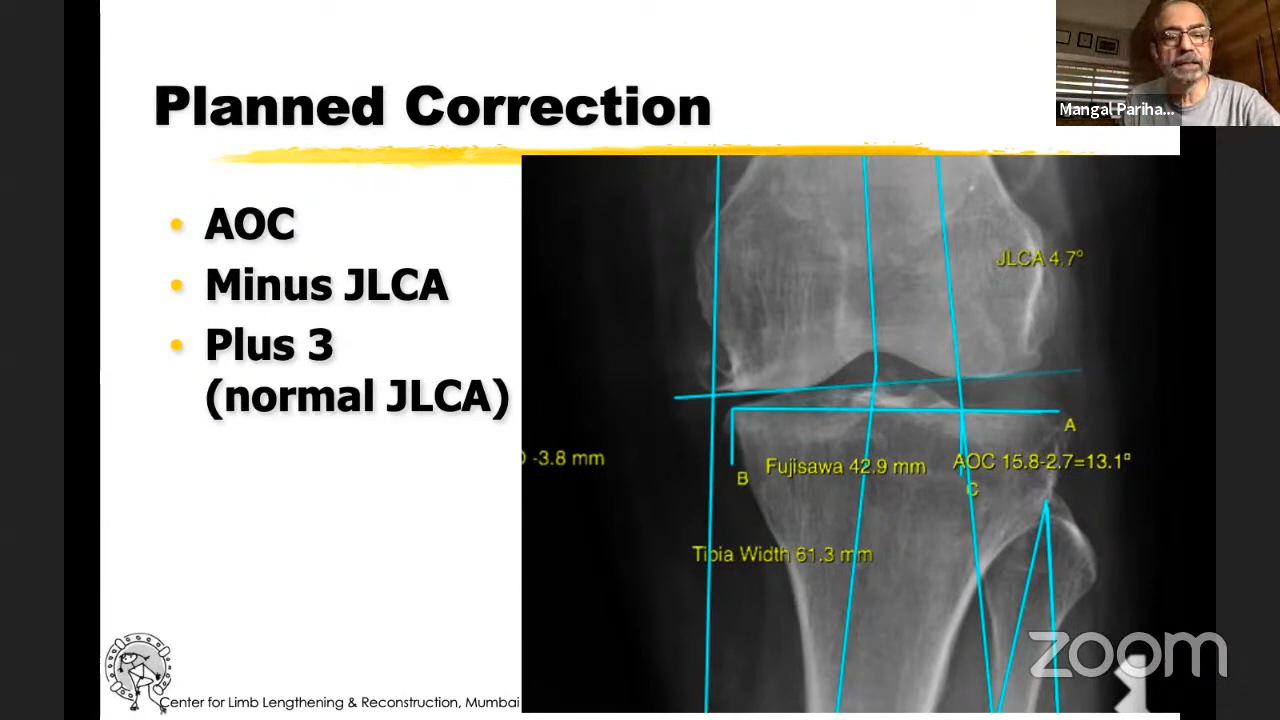 Planned Correction
Mangal Pariha...
• AOC
• Minus JLCA
• Plus 3
(normal JLCA)
JLCA 4.7°
A
-3.8 mm
B
Fujisawa 42.9 mm
AOC 15.8-2.7=13.1°
C
Tibia Width 61.3 mm
zoom
Center for Limb Lengthening & Reconstruction, Mumbai